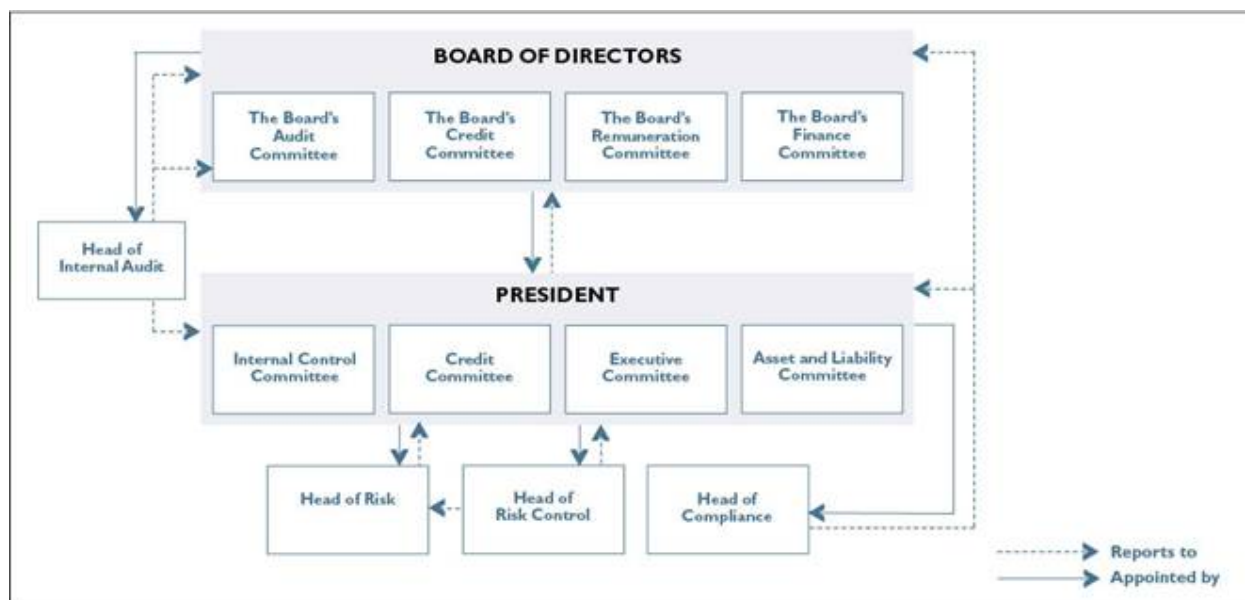 BOARD OF DIRECTORS
The Board's
Audit
Committee
The Board's
Credit
Committee
The Board's
Remuneration
Committee
The Board's
Finance
Committee
Head of
Internal Audit
PRESIDENT
Internal Control
Committee
Credit
Committee
Executive
Committee
Asset and Liability
Committee
Head of Risk
Head of
Risk Control
Head of
Compliance
Reports to
Appointed by